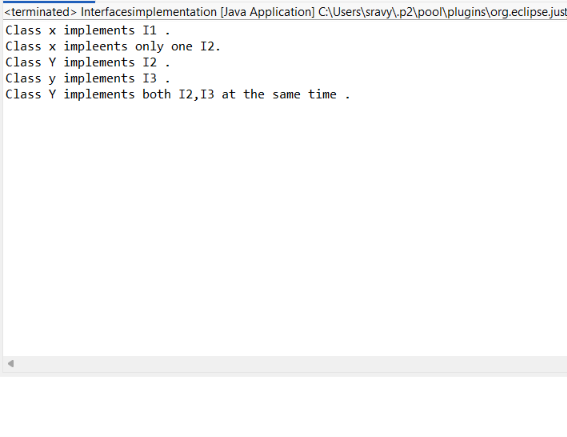 <terminated> Interfacesimplementation [Java Application] C:\Users\sravy\.p2\pool\plugins\org.eclipse.just
Class x implements I1 .
Class x impleents only one I2.
Class Y implements I2 .
Class y implements I3 .
Class Y implements both I2,I3 at the same time .